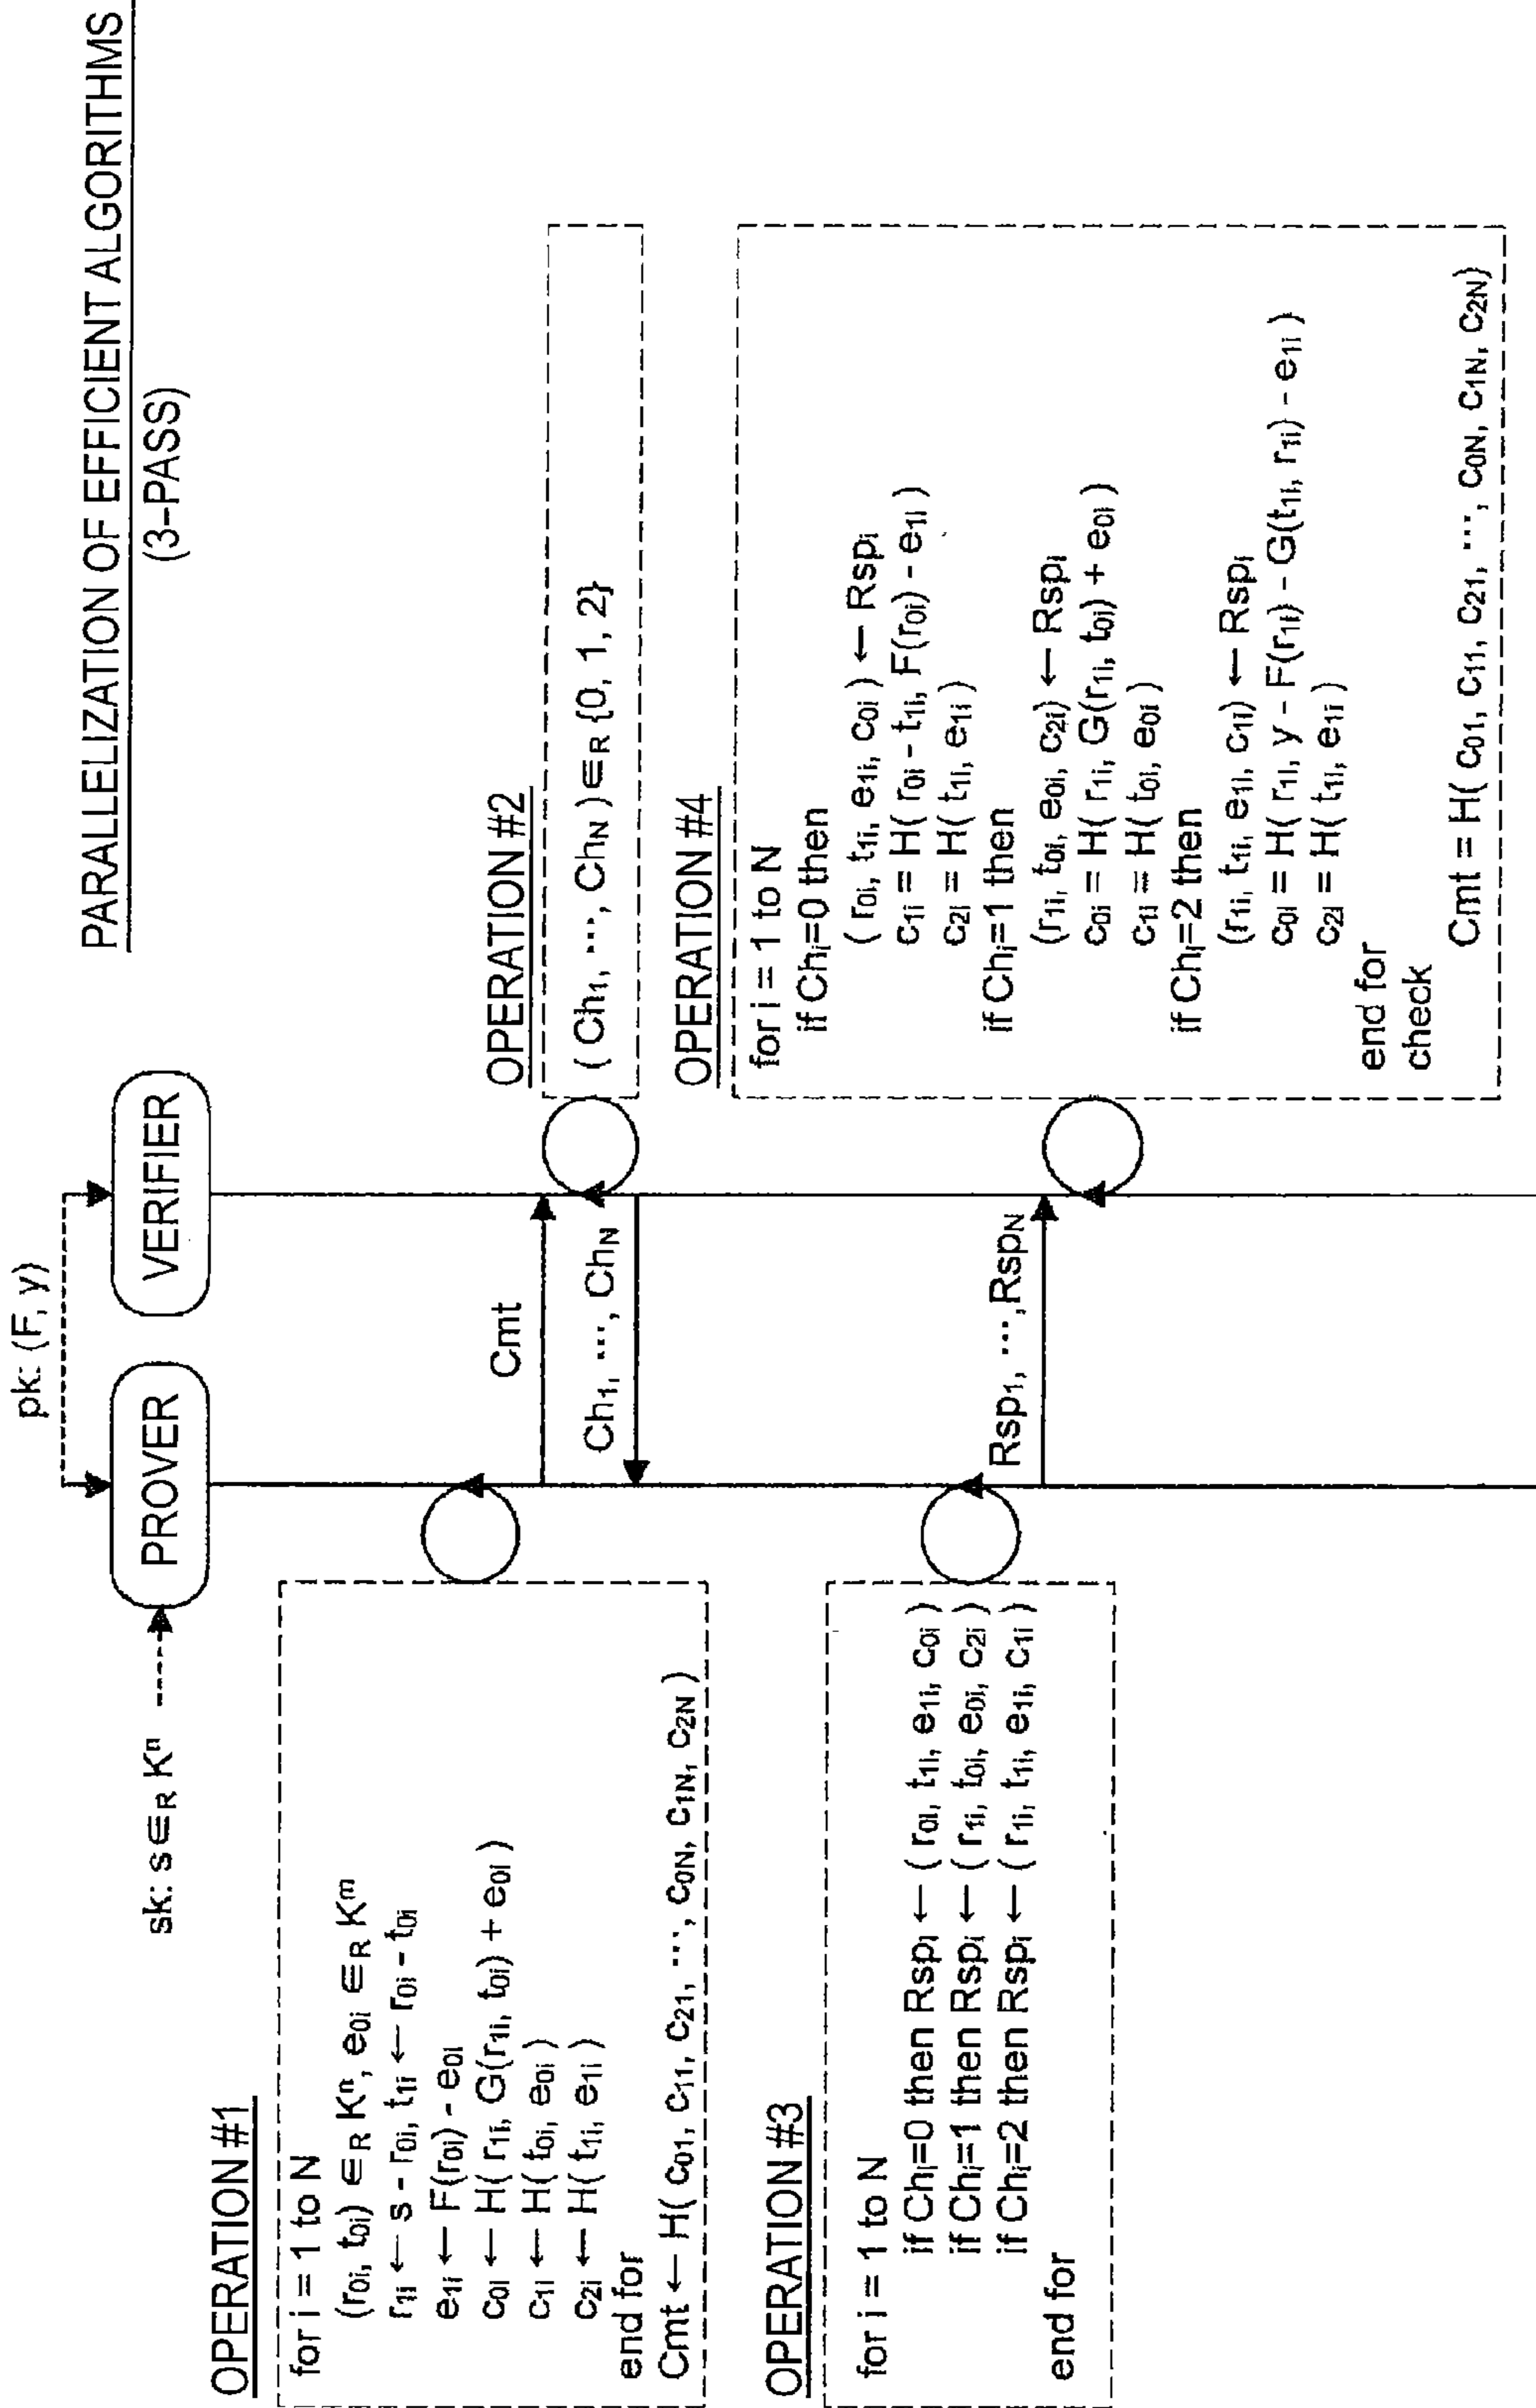 PARALLELIZATION OF EFFICIENT ALGORITHMS
(3-PASS)
pk: (F, y)
sk: s ∈R Kⁿ
PROVER
VERIFIER
OPERATION #1
for i = 1 to N
(r0i, t0i) ∈R Kⁿ, e0i ∈R Kᵐ
r1i ← s - r0i, t1i ← r0i - t0i
e1i ← F(r0i) - e0i
c0i ← H( r1i, G(r1i, t0i) + e0i )
c1i ← H( t0i, e0i )
c2i ← H( t1i, e1i )
end for
Cmt ← H( c01, c11, c21, ⋯, c0N, c1N, c2N )
Cmt
OPERATION #2
( Ch1, ⋯, ChN ) ∈R {0, 1, 2}
Ch1, ⋯, ChN
OPERATION #3
for i = 1 to N
if Chi=0 then Rspi ← ( r0i, t1i, e1i, c0i )
if Chi=1 then Rspi ← ( r1i, t0i, e0i, c2i )
if Chi=2 then Rspi ← ( r1i, t1i, e1i, c1i )
end for
Rsp1, ⋯, RspN
OPERATION #4
for i = 1 to N
if Chi=0 then
( r0i, t1i, e1i, c0i ) ← Rspi
c1i = H( r0i - t1i, F(r0i) - e1i )
c2i = H( t1i, e1i )
if Chi=1 then
(r1i, t0i, e0i, c2i) ← Rspi
c0i = H( r1i, G(r1i, t0i) + e0i )
c1i = H( t0i, e0i )
if Chi=2 then
(r1i, t1i, e1i, c1i) ← Rspi
c0i = H( r1i, y - F(r1i) - G(t1i, r1i) - e1i )
c2i = H( t1i, e1i )
end for
check
Cmt = H( c01, c11, c21, ⋯, c0N, c1N, c2N)